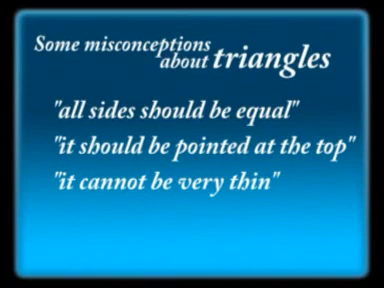 Some misconceptions
about triangles
"all sides should be equal"
"it should be pointed at the top"
"it cannot be very thin"